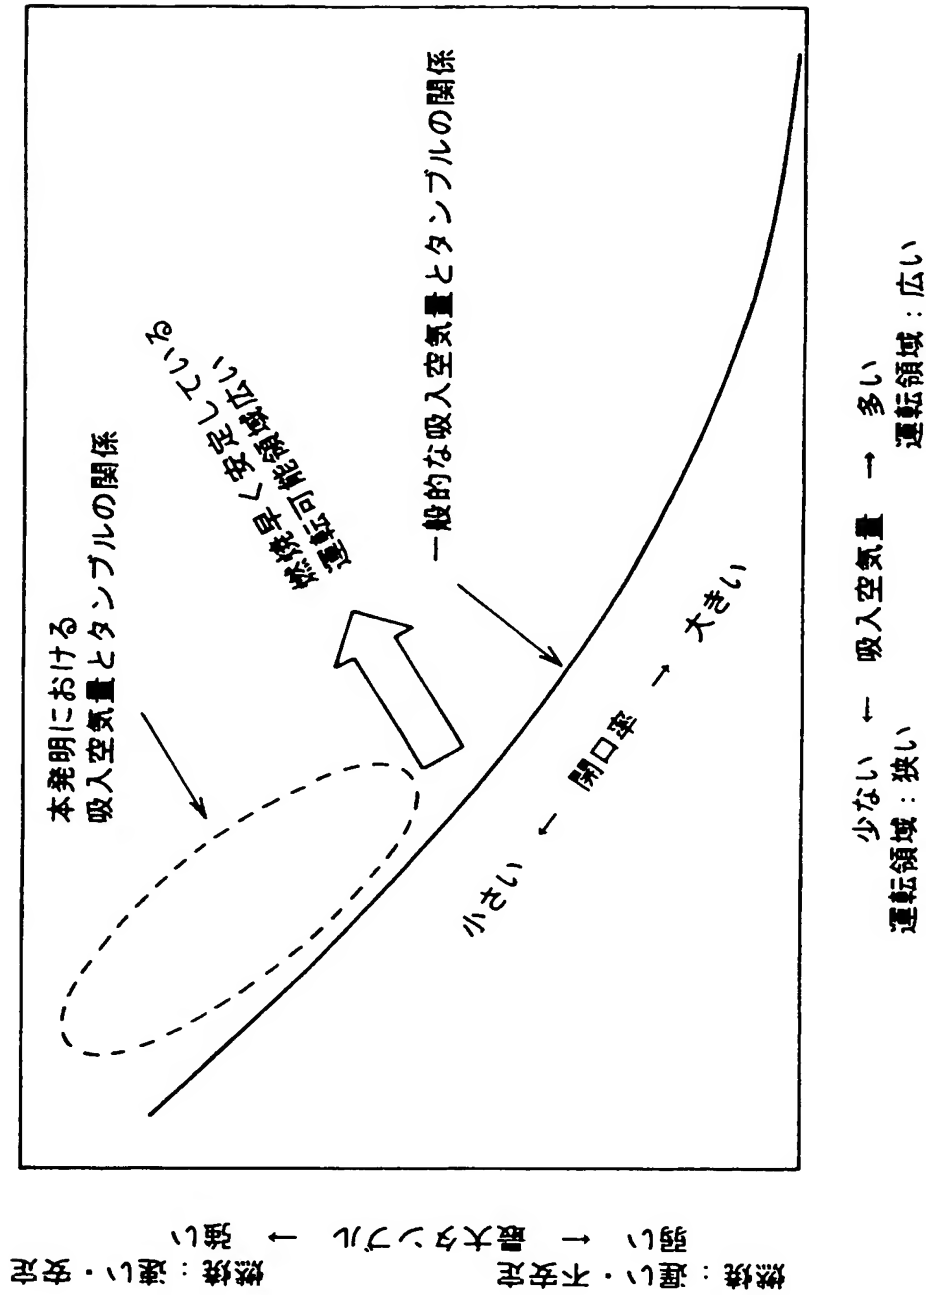 本発明における
吸入空気量とタンブルの関係
燃焼早く安定している
運転可能領域広い
一般的な吸入空気量とタンブルの関係
小さい ← 開口率 → 大きい
燃焼：遅い・不安定 燃焼：速い・安定
弱い ← 最大タンブル → 強い
少ない ← 吸入空気量 → 多い
運転領域：狭い 運転領域：広い